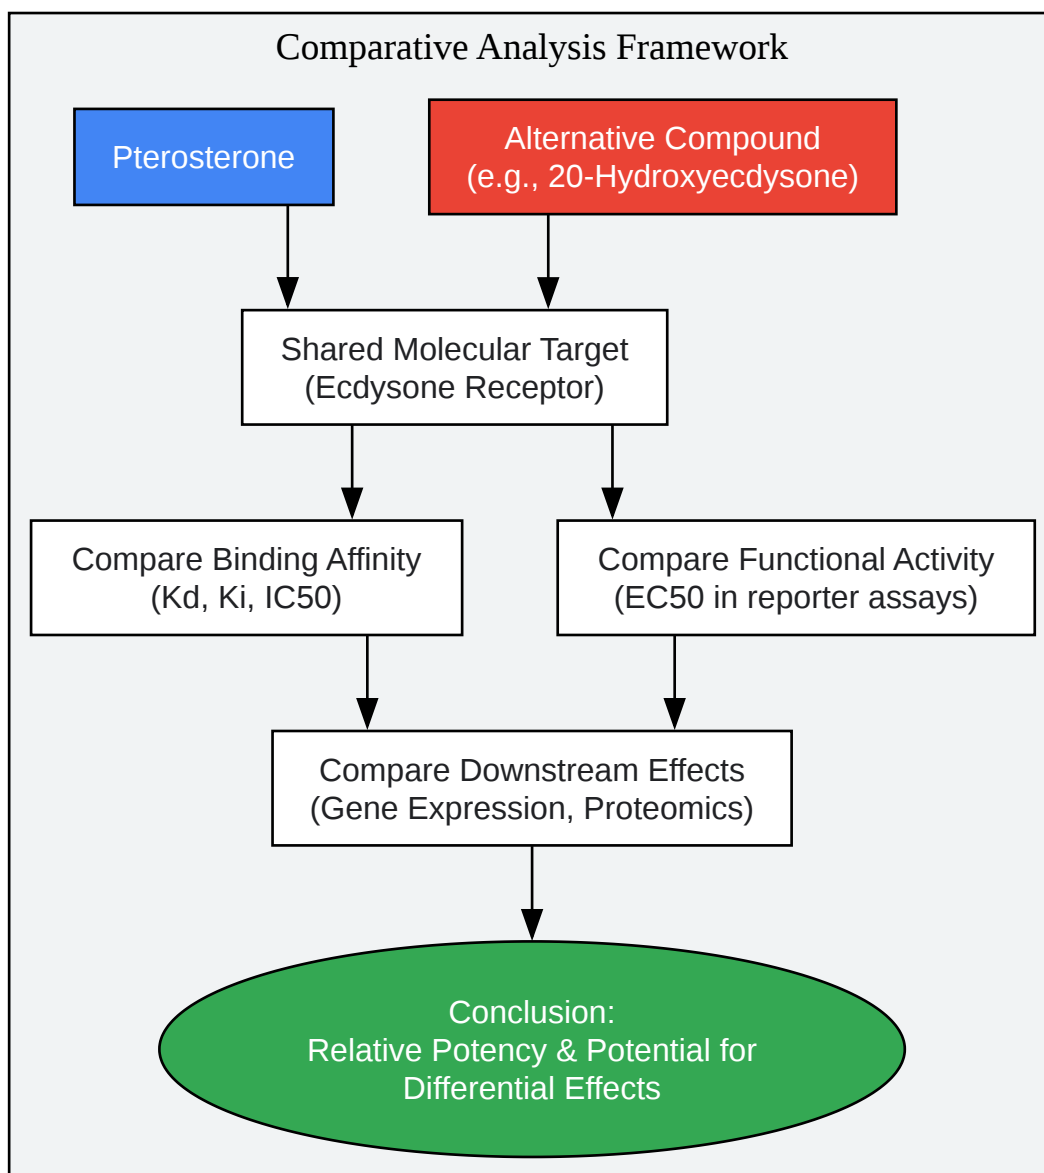 Comparative Analysis Framework
Pterosterone
Alternative Compound
(e.g., 20-Hydroxyecdysone)
Shared Molecular Target
(Ecdysone Receptor)
Compare Binding Affinity
(Kd, Ki, IC50)
Compare Functional Activity
(EC50 in reporter assays)
Compare Downstream Effects
(Gene Expression, Proteomics)
Conclusion:
Relative Potency & Potential for
Differential Effects